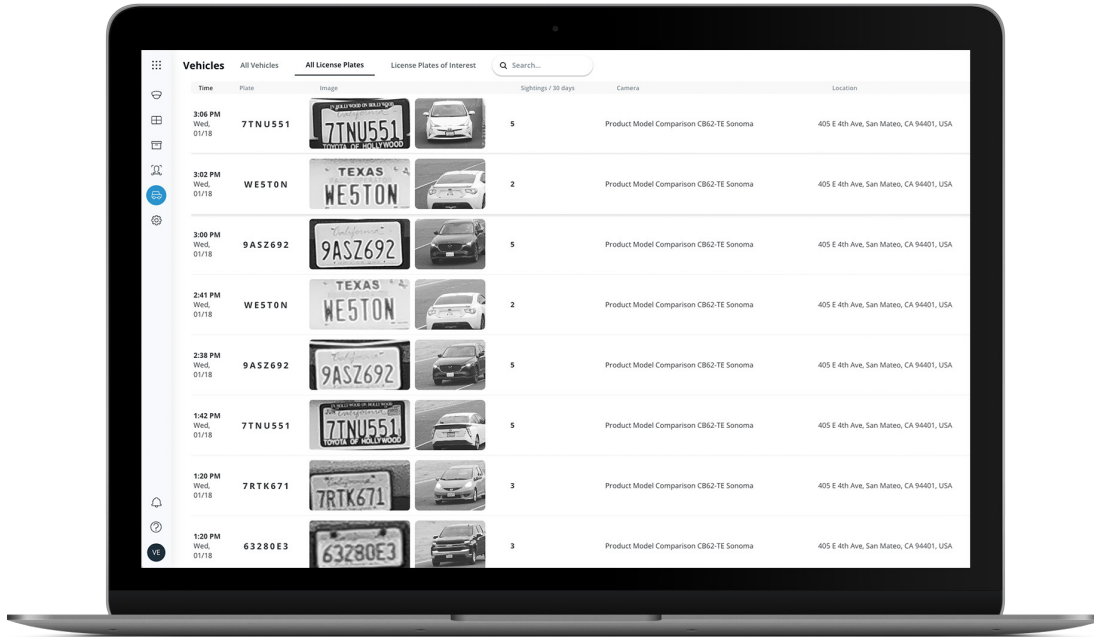 Vehicles All Vehicles All License Plates License Plates of Interest Search...
Time Plate Image Sightings / 30 days Camera Location
3:06 PM
Wed,
01/18
7TNU551
California
7TNU551
TOYOTA OF HOLLYWOOD
5
Product Model Comparison CB62-TE Sonoma
405 E 4th Ave, San Mateo, CA 94401, USA
3:02 PM
Wed,
01/18
WE5T0N
TEXAS
WE5TON
2
Product Model Comparison CB62-TE Sonoma
405 E 4th Ave, San Mateo, CA 94401, USA
3:00 PM
Wed,
01/18
9ASZ692
California
9ASZ692
5
Product Model Comparison CB62-TE Sonoma
405 E 4th Ave, San Mateo, CA 94401, USA
2:41 PM
Wed,
01/18
WE5T0N
TEXAS
WE5TON
2
Product Model Comparison CB62-TE Sonoma
405 E 4th Ave, San Mateo, CA 94401, USA
2:38 PM
Wed,
01/18
9ASZ692
California
9ASZ692
5
Product Model Comparison CB62-TE Sonoma
405 E 4th Ave, San Mateo, CA 94401, USA
1:42 PM
Wed,
01/18
7TNU551
California
7TNU551
TOYOTA OF HOLLYWOOD
5
Product Model Comparison CB62-TE Sonoma
405 E 4th Ave, San Mateo, CA 94401, USA
1:20 PM
Wed,
01/18
7RTK671
California
7RTK671
3
Product Model Comparison CB62-TE Sonoma
405 E 4th Ave, San Mateo, CA 94401, USA
1:20 PM
Wed,
01/18
63280E3
63280E3
3
Product Model Comparison CB62-TE Sonoma
405 E 4th Ave, San Mateo, CA 94401, USA
VE